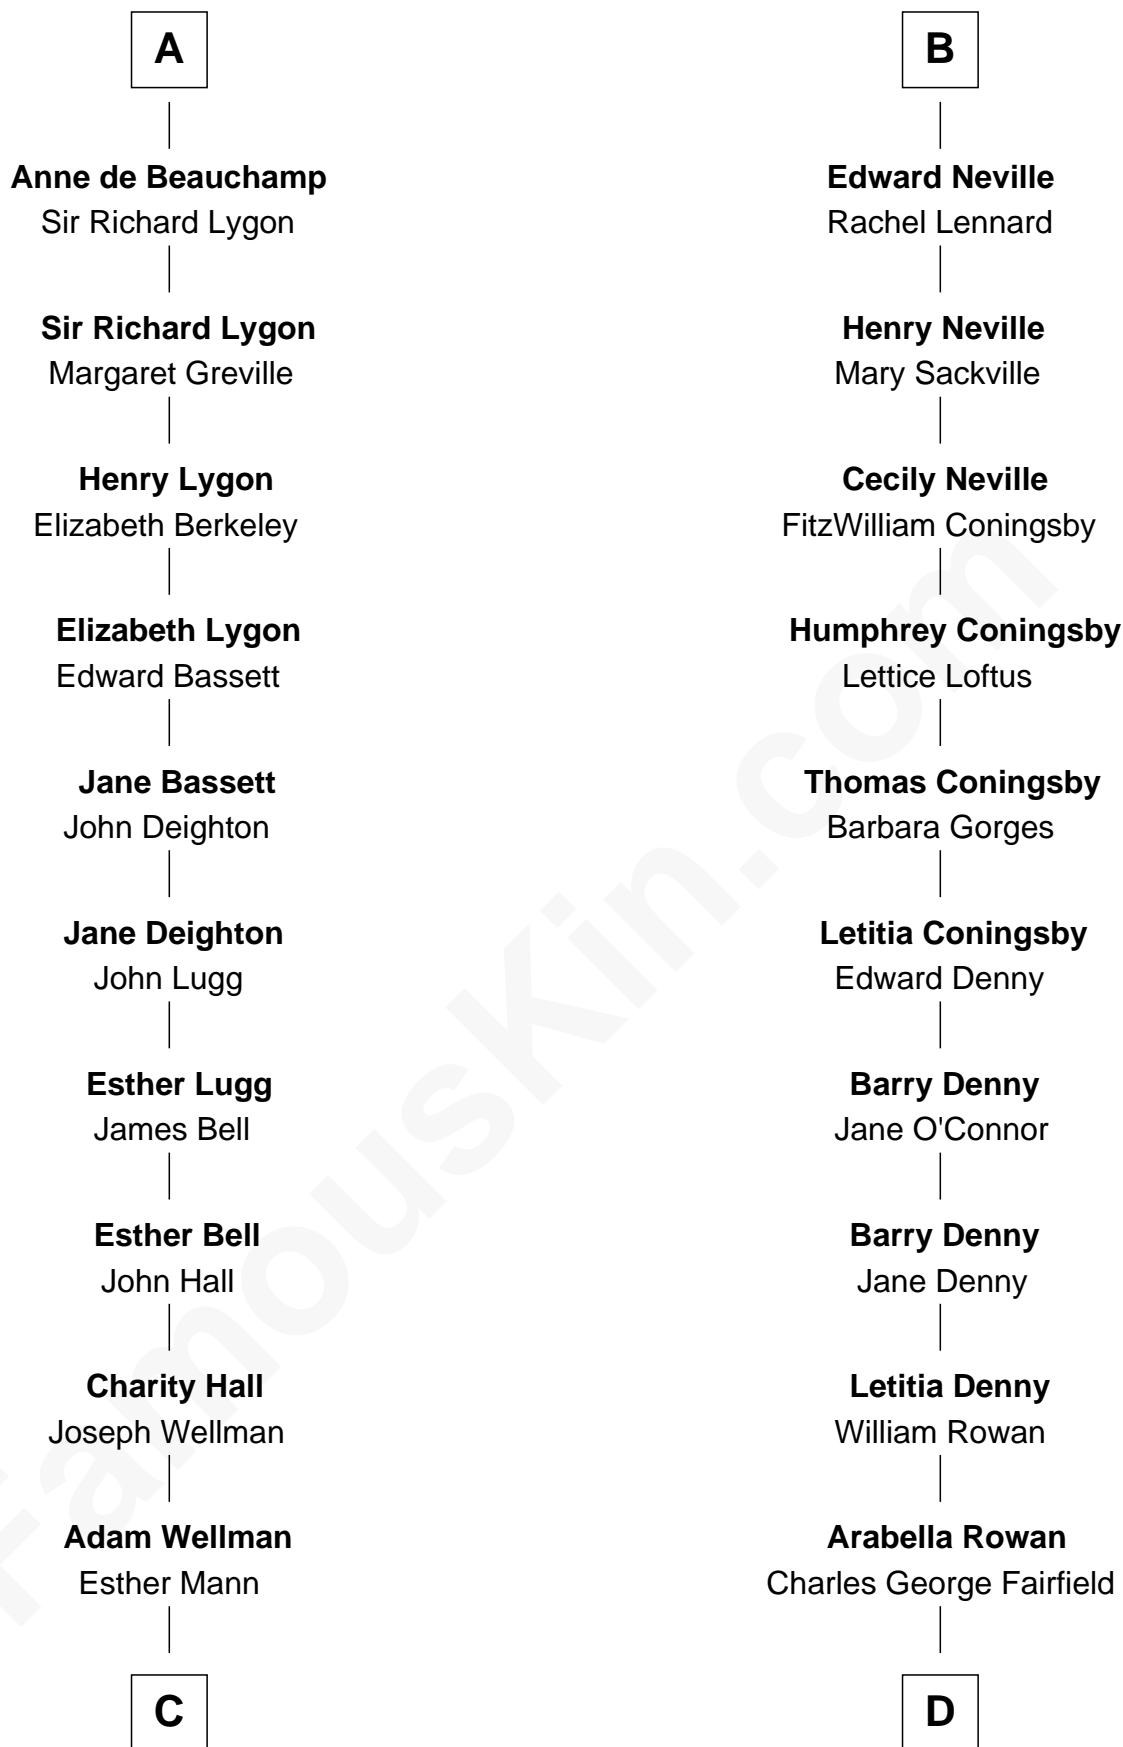 A
Anne de Beauchamp
Sir Richard Lygon
Sir Richard Lygon
Margaret Greville
Henry Lygon
Elizabeth Berkeley
Elizabeth Lygon
Edward Bassett
Jane Bassett
John Deighton
Jane Deighton
John Lugg
Esther Lugg
James Bell
Esther Bell
John Hall
Charity Hall
Joseph Wellman
Adam Wellman
Esther Mann
C
B
Edward Neville
Rachel Lennard
Henry Neville
Mary Sackville
Cecily Neville
FitzWilliam Coningsby
Humphrey Coningsby
Lettice Loftus
Thomas Coningsby
Barbara Gorges
Letitia Coningsby
Edward Denny
Barry Denny
Jane O'Connor
Barry Denny
Jane Denny
Letitia Denny
William Rowan
Arabella Rowan
Charles George Fairfield
D
FamousKin.com